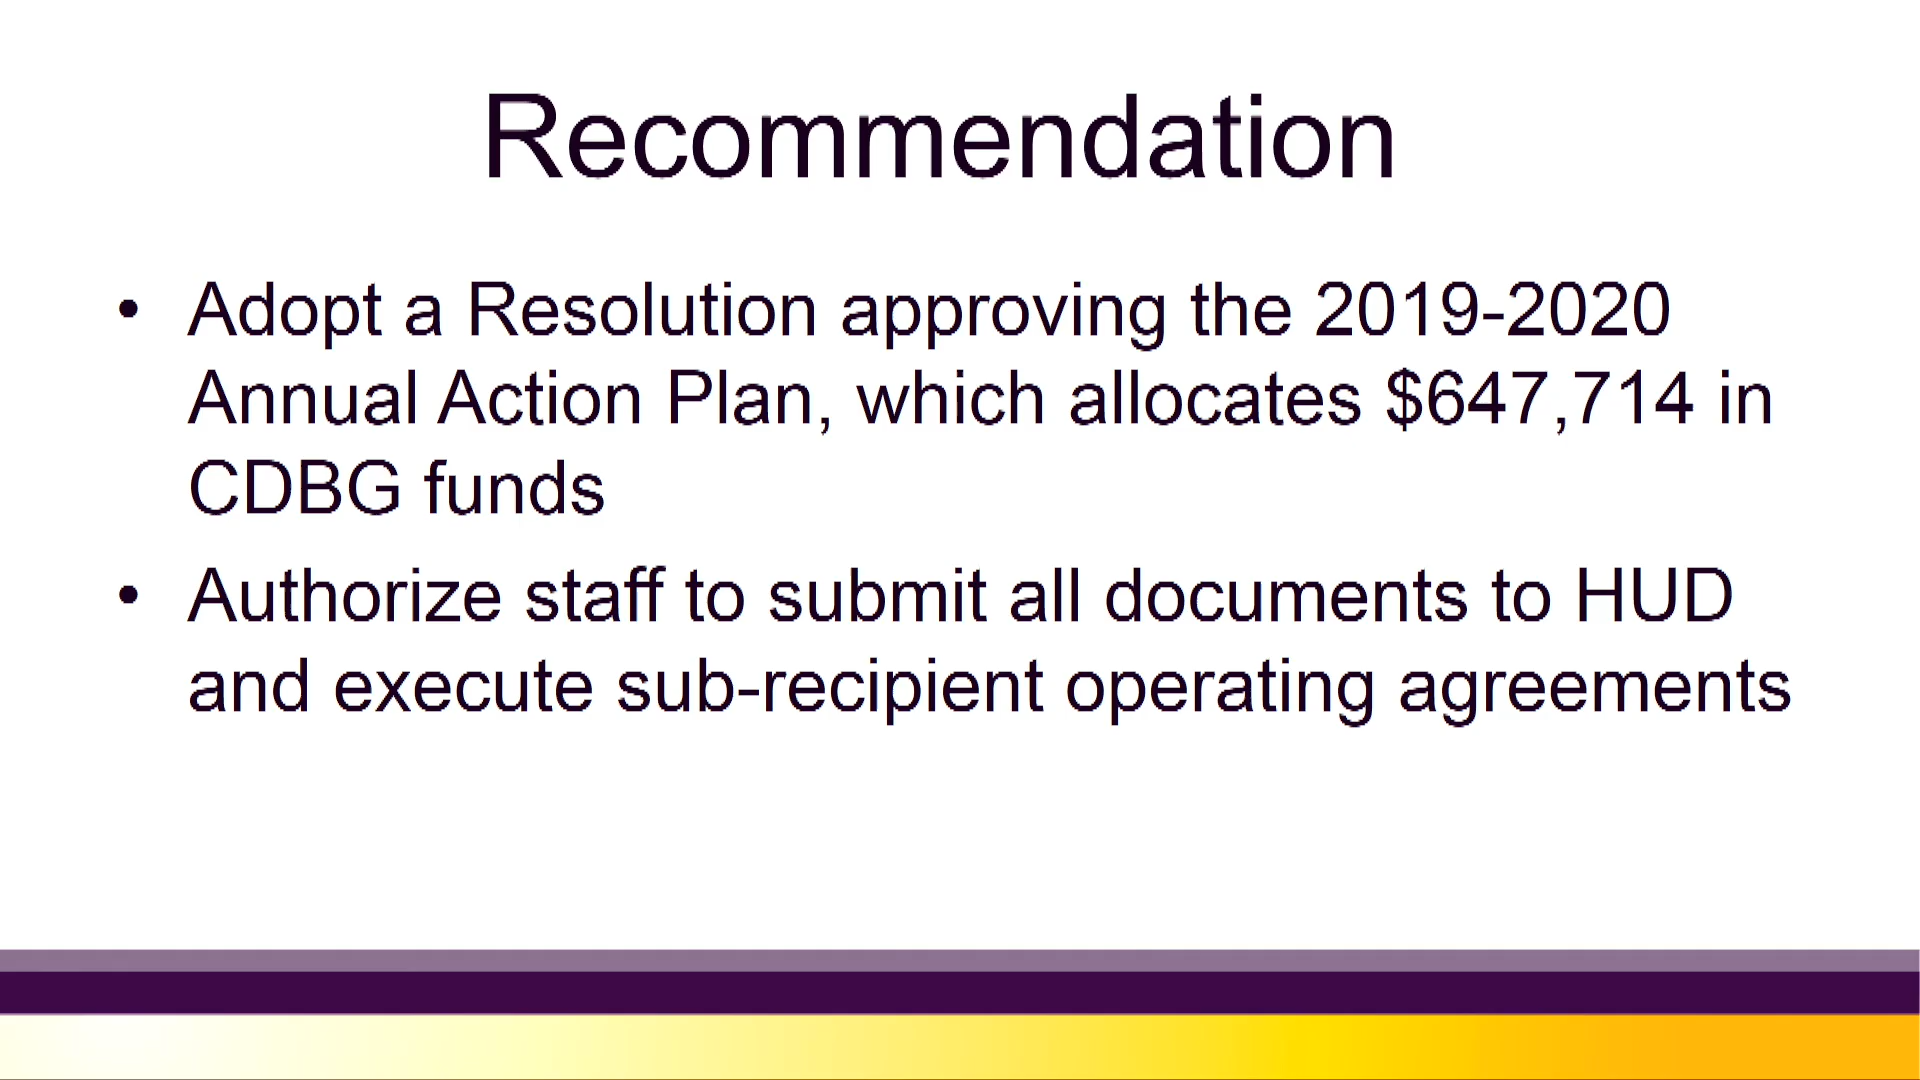 Recommendation
• Adopt a Resolution approving the 2019-2020
Annual Action Plan, which allocates $647,714 in
CDBG funds
• Authorize staff to submit all documents to HUD
and execute sub-recipient operating agreements